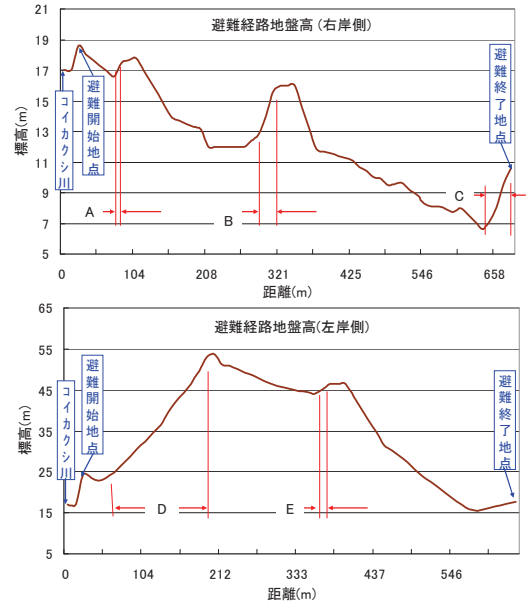 避難経路地盤高 (右岸側)
標高(m)
21
19
17
15
13
11
9
7
5
コイカクシ川
避難開始地点
避難終了地点
A
B
C
0
104
208
321
425
546
658
距離(m)
避難経路地盤高(左岸側)
標高(m)
65
55
45
35
25
15
5
コイカクシ川
避難開始地点
避難終了地点
D
E
0
104
212
333
437
546
距離(m)